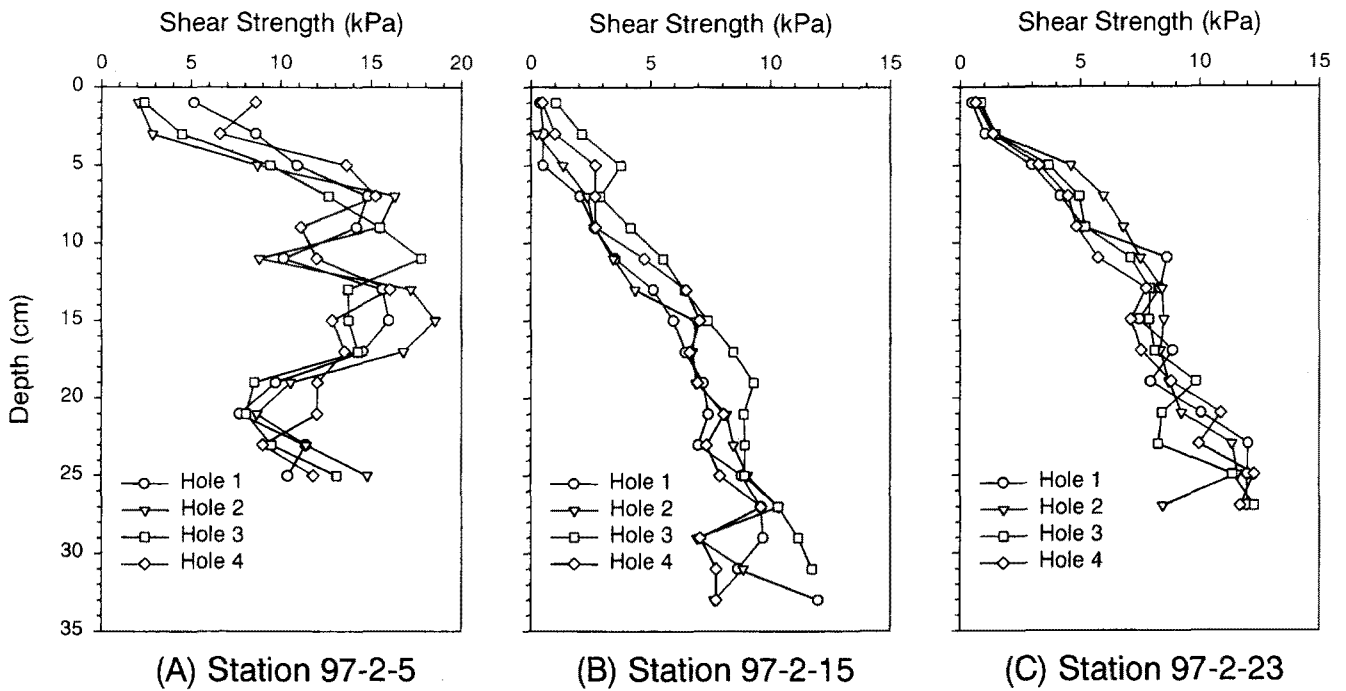 Shear Strength (kPa) Shear Strength (kPa) Shear Strength (kPa)
0 5 10 15 20 0 5 10 15 0 5 10 15
0
5
10
15
20
25
30
35
Depth (cm)
Hole 1
Hole 2
Hole 3
Hole 4
Hole 1
Hole 2
Hole 3
Hole 4
Hole 1
Hole 2
Hole 3
Hole 4
(A) Station 97-2-5 (B) Station 97-2-15 (C) Station 97-2-23